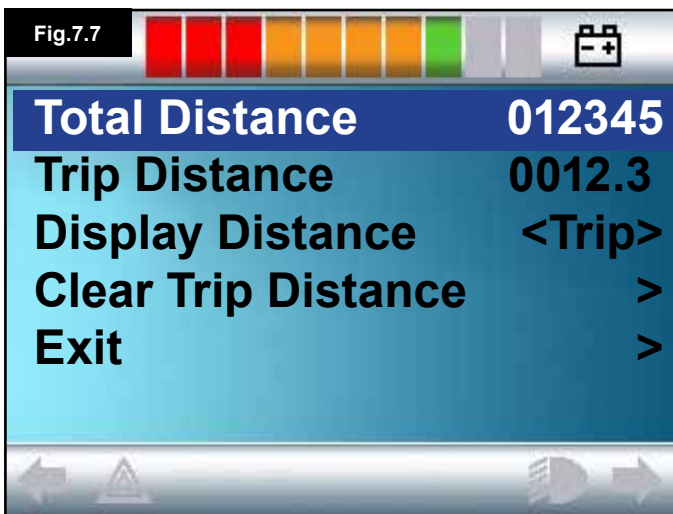 Fig.7.7
Total Distance 012345
Trip Distance 0012.3
Display Distance <Trip>
Clear Trip Distance >
Exit >